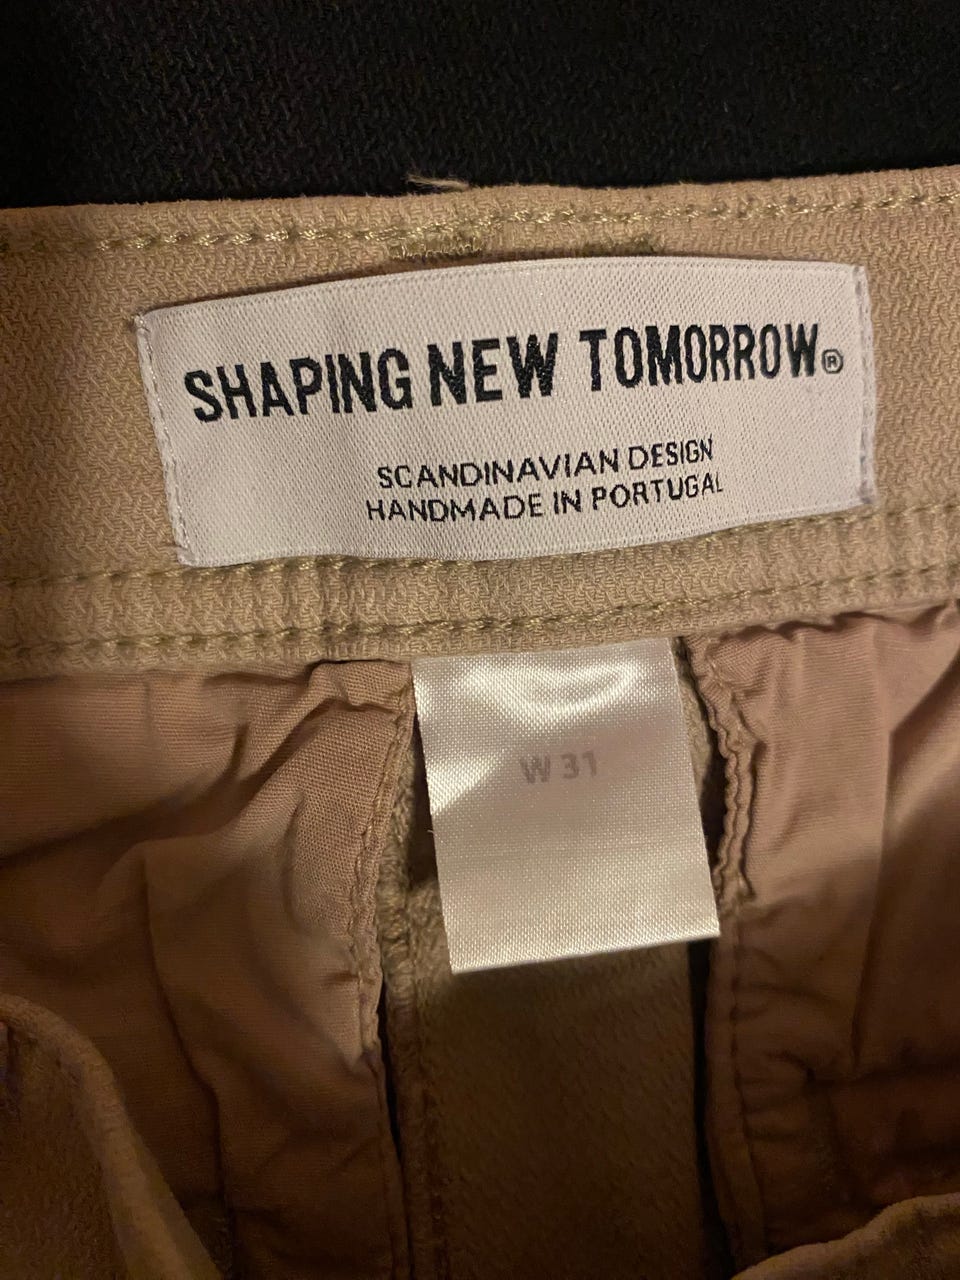 SHAPING NEW TOMORROW®
SCANDINAVIAN DESIGN
HANDMADE IN PORTUGAL
W 31